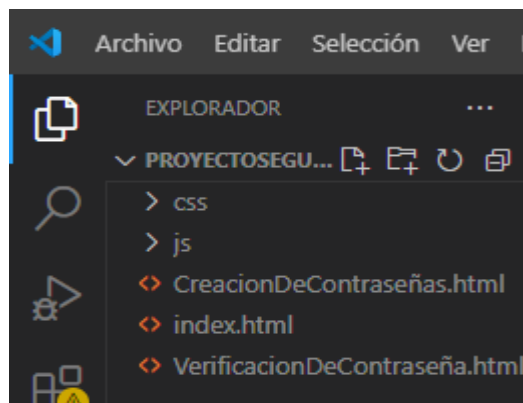 Archivo Editar Selección Ver
EXPLORADOR ...
PROYECTOSEGU...
css
js
CreacionDeContraseñas.html
index.html
VerificacionDeContraseña.html